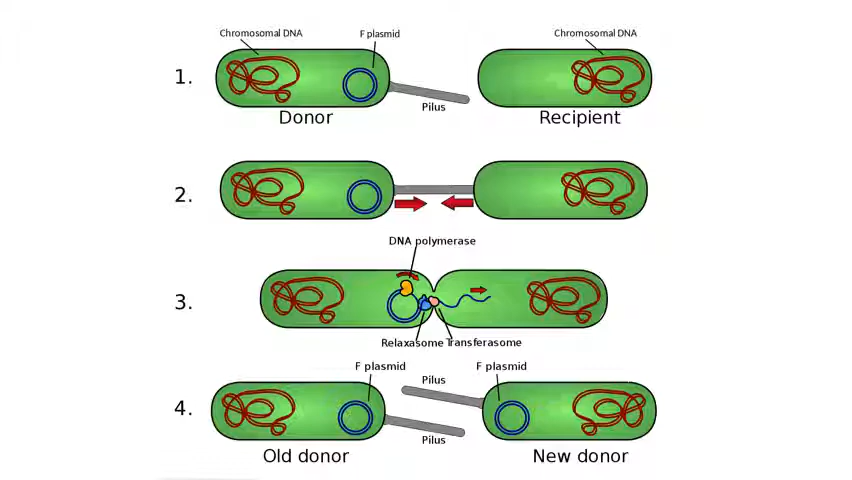 Chromosomal DNA
F plasmid
Chromosomal DNA
1.
Pilus
Donor
Recipient
2.
DNA polymerase
3.
Relaxasome
Transferasome
F plasmid
F plasmid
Pilus
4.
Pilus
Old donor
New donor